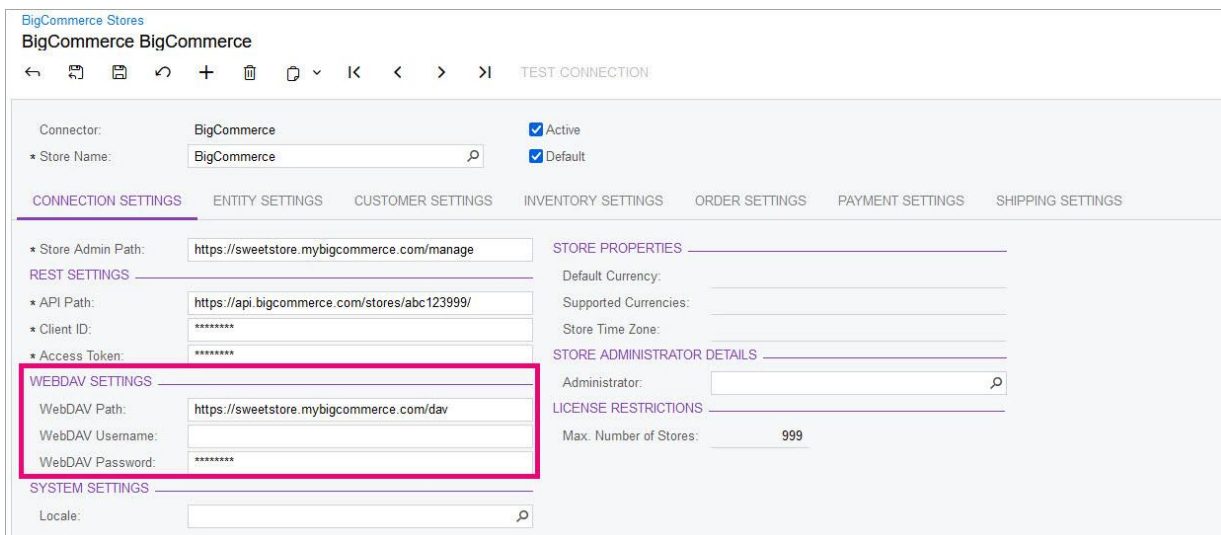 BigCommerce Stores
BigCommerce BigCommerce
TEST CONNECTION
Connector: BigCommerce Active
* Store Name: BigCommerce Default
CONNECTION SETTINGS ENTITY SETTINGS CUSTOMER SETTINGS INVENTORY SETTINGS ORDER SETTINGS PAYMENT SETTINGS SHIPPING SETTINGS
* Store Admin Path: https://sweetstore.mybigcommerce.com/manage
REST SETTINGS
* API Path: https://api.bigcommerce.com/stores/abc123999/
* Client ID: ********
* Access Token: ********
WEBDAV SETTINGS
WebDAV Path: https://sweetstore.mybigcommerce.com/dav
WebDAV Username:
WebDAV Password: ********
SYSTEM SETTINGS
Locale:
STORE PROPERTIES
Default Currency:
Supported Currencies:
Store Time Zone:
STORE ADMINISTRATOR DETAILS
Administrator:
LICENSE RESTRICTIONS
Max. Number of Stores: 999